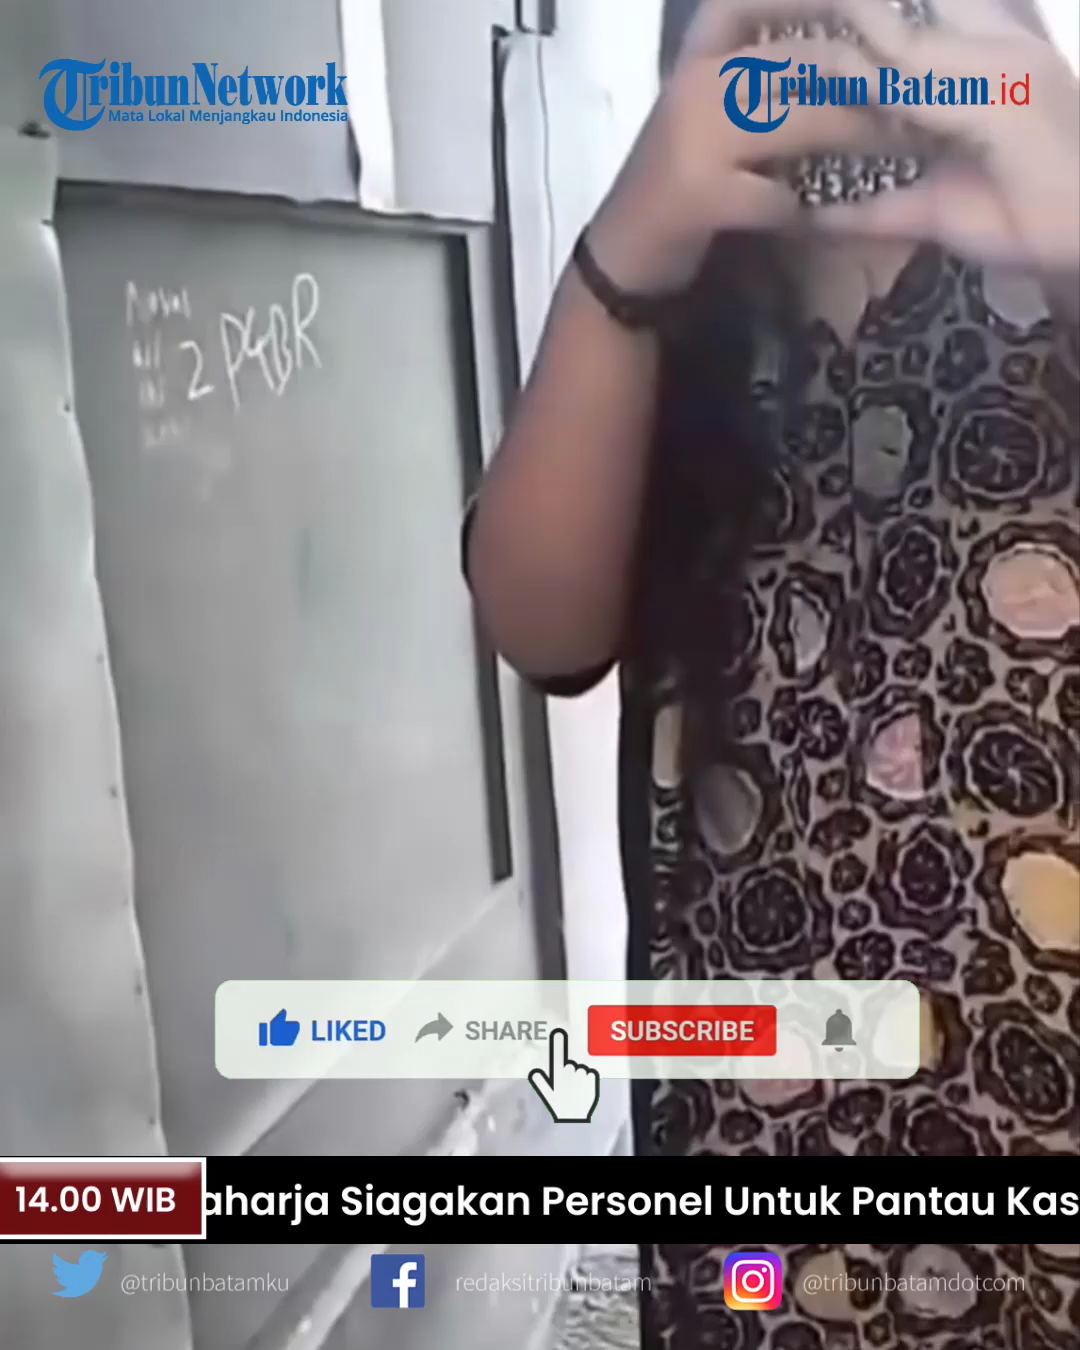 TribunNetwork
Mata Lokal Menjangkau Indonesia
Tribun Batam.id
2 PGBR
LIKED
SHARE
SUBSCRIBE
14.00 WIB
aharja Siagakan Personel Untuk Pantau Kas
@tribunbatamku
redaksitribunbatam
@tribunbatamdotcom